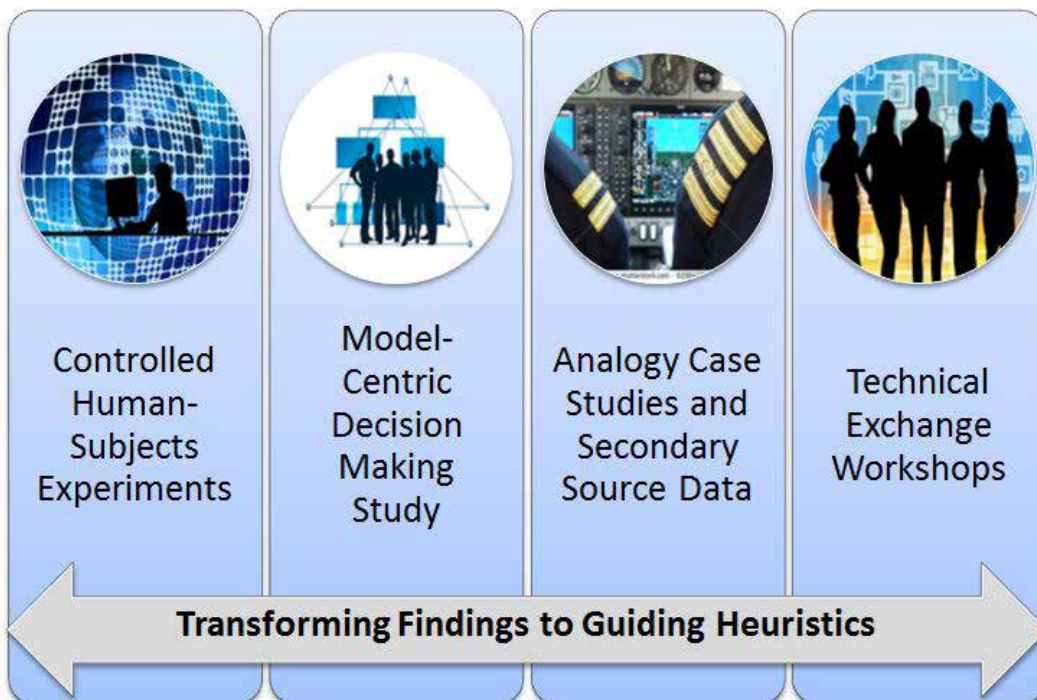 Controlled
Human-
Subjects
Experiments
Model-
Centric
Decision
Making
Study
Analogy Case
Studies and
Secondary
Source Data
Technical
Exchange
Workshops
Transforming Findings to Guiding Heuristics